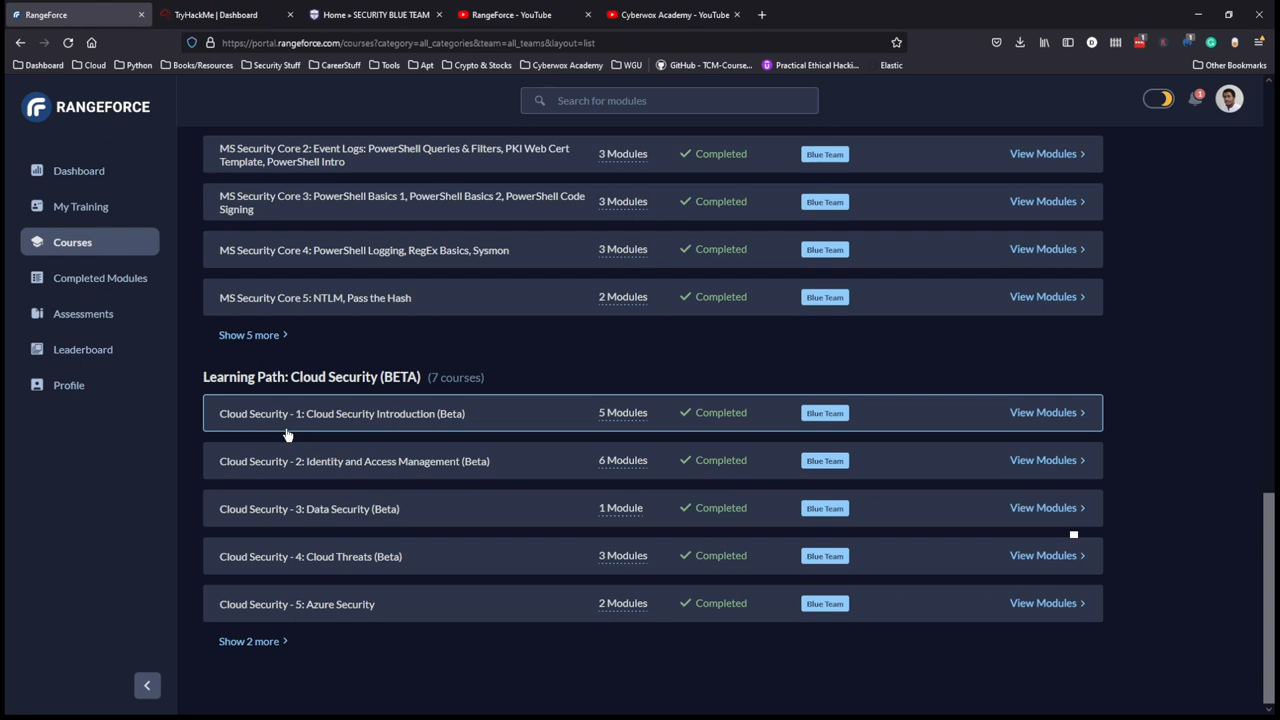 RangeForce
TryHackMe | Dashboard
Home » SECURITY BLUE TEAM
RangeForce - YouTube
Cyberwox Academy - YouTube
https://portal.rangeforce.com/courses?category=all_categories&team=all_teams&layout=list
1
Dashboard
Cloud
Python
Books/Resources
Security Stuff
CareerStuff
Tools
Apt
Crypto & Stocks
Cyberwox Academy
WGU
GitHub - TCM-Course...
Practical Ethical Hacki...
Elastic
Other Bookmarks
RANGEFORCE
Search for modules
1
Dashboard
My Training
Courses
Completed Modules
Assessments
Leaderboard
Profile
MS Security Core 2: Event Logs: PowerShell Queries & Filters, PKI Web Cert
Template, PowerShell Intro
3 Modules
Completed
Blue Team
View Modules
MS Security Core 3: PowerShell Basics 1, PowerShell Basics 2, PowerShell Code
Signing
3 Modules
Completed
Blue Team
View Modules
MS Security Core 4: PowerShell Logging, RegEx Basics, Sysmon
3 Modules
Completed
Blue Team
View Modules
MS Security Core 5: NTLM, Pass the Hash
2 Modules
Completed
Blue Team
View Modules
Show 5 more
Learning Path: Cloud Security (BETA) (7 courses)
Cloud Security - 1: Cloud Security Introduction (Beta)
5 Modules
Completed
Blue Team
View Modules
Cloud Security - 2: Identity and Access Management (Beta)
6 Modules
Completed
Blue Team
View Modules
Cloud Security - 3: Data Security (Beta)
1 Module
Completed
Blue Team
View Modules
Cloud Security - 4: Cloud Threats (Beta)
3 Modules
Completed
Blue Team
View Modules
Cloud Security - 5: Azure Security
2 Modules
Completed
Blue Team
View Modules
Show 2 more